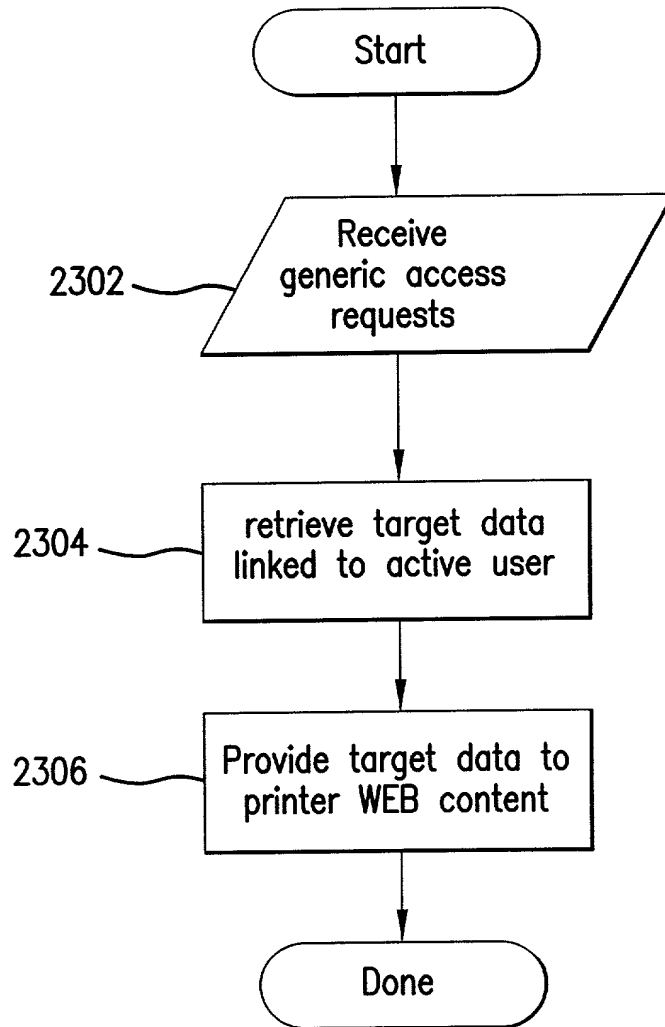 Start
2302
Receive
generic access
requests
2304
retrieve target data
linked to active user
2306
Provide target data to
printer WEB content
Done